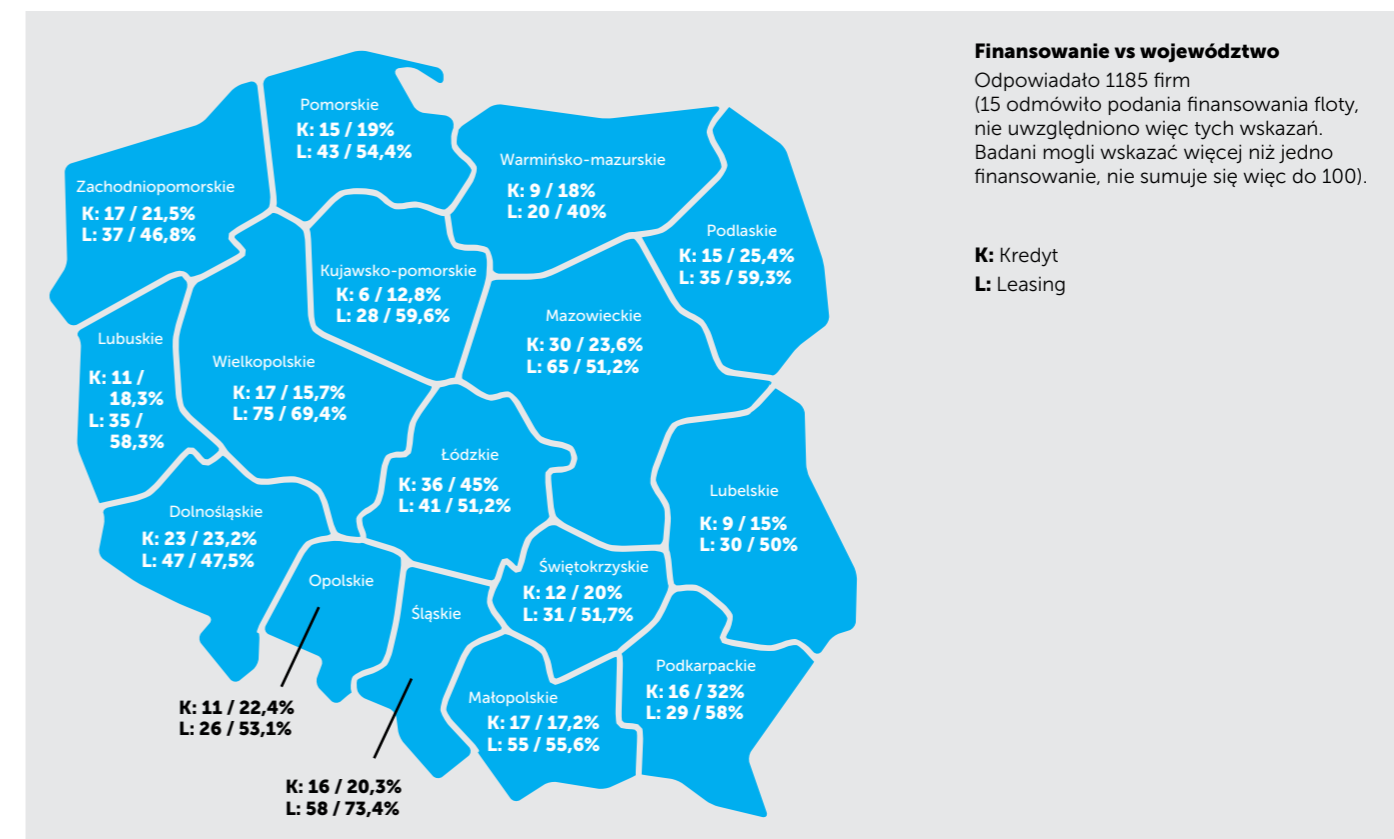 Finansowanie vs województwo
Odpowiadało 1185 firm
(15 odmówiło podania finansowania floty,
nie uwzględniono więc tych wskazań.
Badani mogli wskazać więcej niż jedno
finansowanie, nie sumuje się więc do 100).
K: Kredyt
L: Leasing
Pomorskie
K: 15 / 19%
L: 43 / 54,4%
Warmińsko-mazurskie
K: 9 / 18%
L: 20 / 40%
Zachodniopomorskie
K: 17 / 21,5%
L: 37 / 46,8%
Podlaskie
K: 15 / 25,4%
L: 35 / 59,3%
Kujawsko-pomorskie
K: 6 / 12,8%
L: 28 / 59,6%
Mazowieckie
K: 30 / 23,6%
L: 65 / 51,2%
Lubuskie
K: 11 /
18,3%
L: 35 /
58,3%
Wielkopolskie
K: 17 / 15,7%
L: 75 / 69,4%
Łódzkie
K: 36 / 45%
L: 41 / 51,2%
Lubelskie
K: 9 / 15%
L: 30 / 50%
Dolnośląskie
K: 23 / 23,2%
L: 47 / 47,5%
Opolskie
K: 11 / 22,4%
L: 26 / 53,1%
Śląskie
K: 16 / 20,3%
L: 58 / 73,4%
Świętokrzyskie
K: 12 / 20%
L: 31 / 51,7%
Podkarpackie
K: 16 / 32%
L: 29 / 58%
Małopolskie
K: 17 / 17,2%
L: 55 / 55,6%